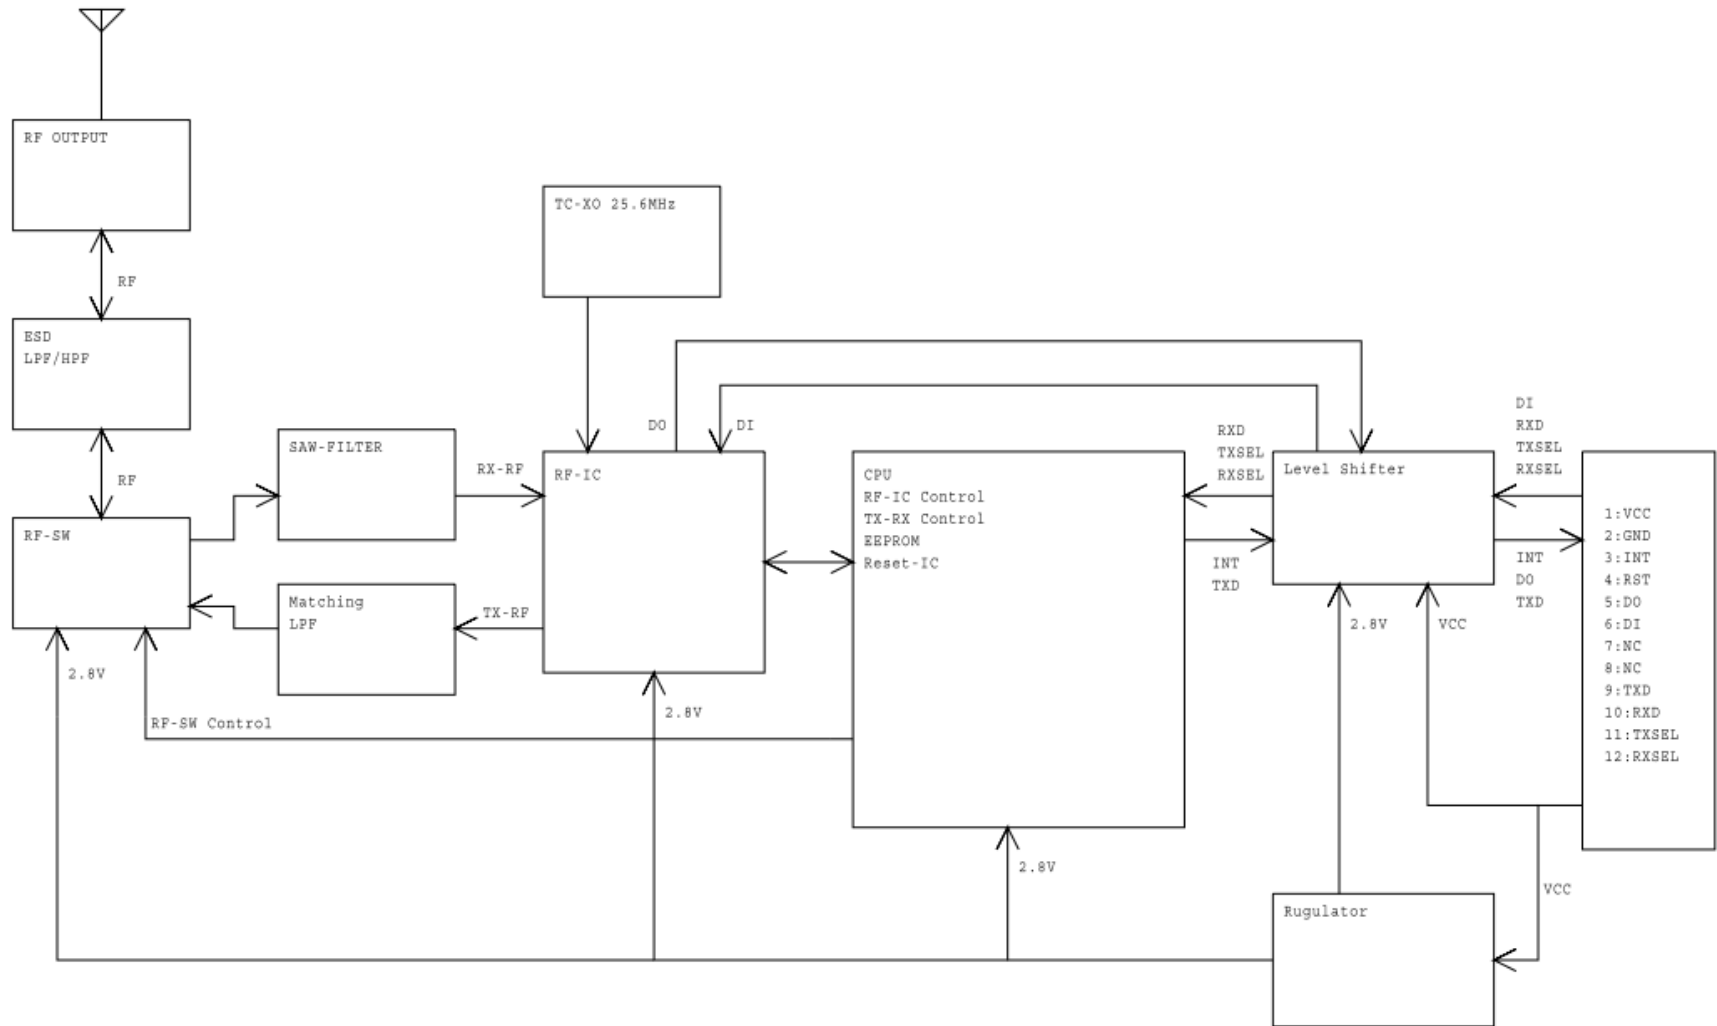 RF OUTPUT
RF
ESD
LPF/HPF
RF
RF-SW
2.8V
RF-SW Control
SAW-FILTER
Matching
LPF
RX-RF
TX-RF
TC-XO 25.6MHz
DO
DI
RF-IC
2.8V
CPU
RF-IC Control
TX-RX Control
EEPROM
Reset-IC
2.8V
RXD
TXSEL
RXSEL
INT
TXD
Level Shifter
2.8V
VCC
DI
RXD
TXSEL
RXSEL
INT
DO
TXD
1:VCC
2:GND
3:INT
4:RST
5:DO
6:DI
7:NC
8:NC
9:TXD
10:RXD
11:TXSEL
12:RXSEL
VCC
Rugulator